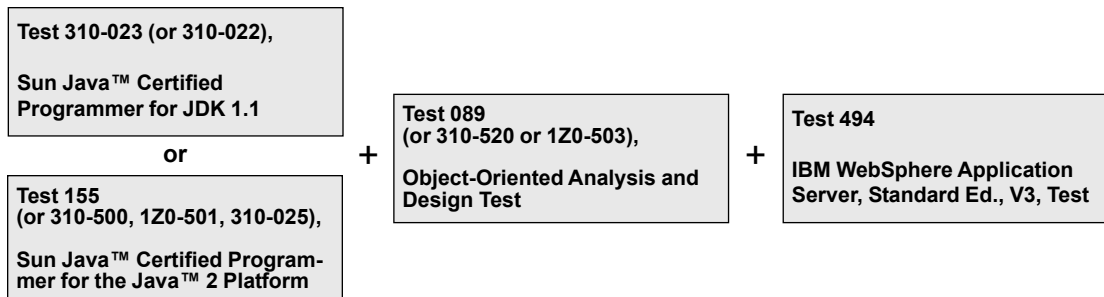 Test 310-023 (or 310-022),
Sun Java™ Certified
Programmer for JDK 1.1
or
Test 155
(or 310-500, 1Z0-501, 310-025),
Sun Java™ Certified Program-
mer for the Java™ 2 Platform
+
Test 089
(or 310-520 or 1Z0-503),
Object-Oriented Analysis and
Design Test
+
Test 494
IBM WebSphere Application
Server, Standard Ed., V3, Test